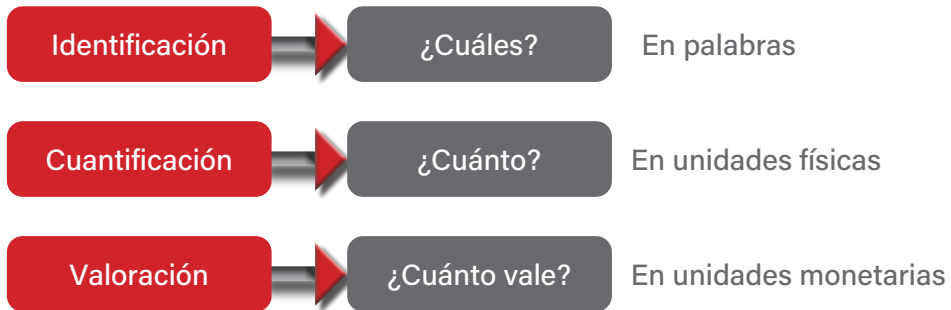 Identificación ¿Cuáles? En palabras
Cuantificación ¿Cuánto? En unidades físicas
Valoración ¿Cuánto vale? En unidades monetarias